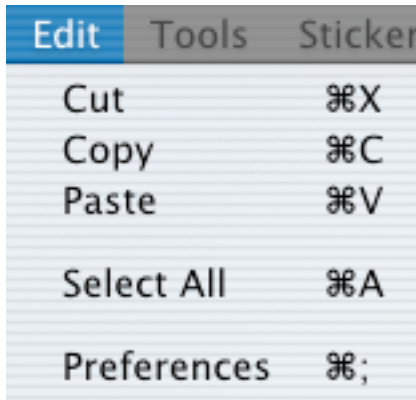 Edit Tools Sticker
Cut ⌘X
Copy ⌘C
Paste ⌘V
Select All ⌘A
Preferences ⌘;